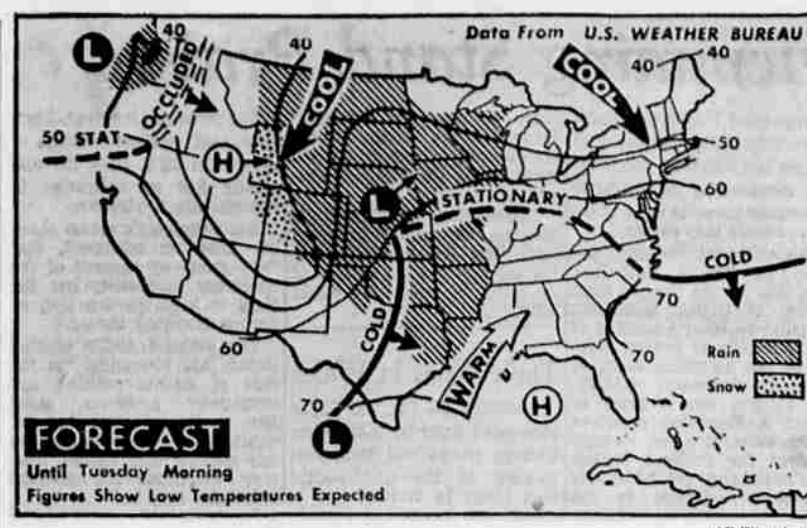 Data From U.S. WEATHER BUREAU
L
40
OCCLUDED
40
COOL
COOL
40
40
50 STAT.
H
50
60
L
STATIONARY
COLD
COLD
70
70
60
WARM
70
H
L
Rain
Snow
FORECAST
Until Tuesday Morning
Figures Show Low Temperatures Expected